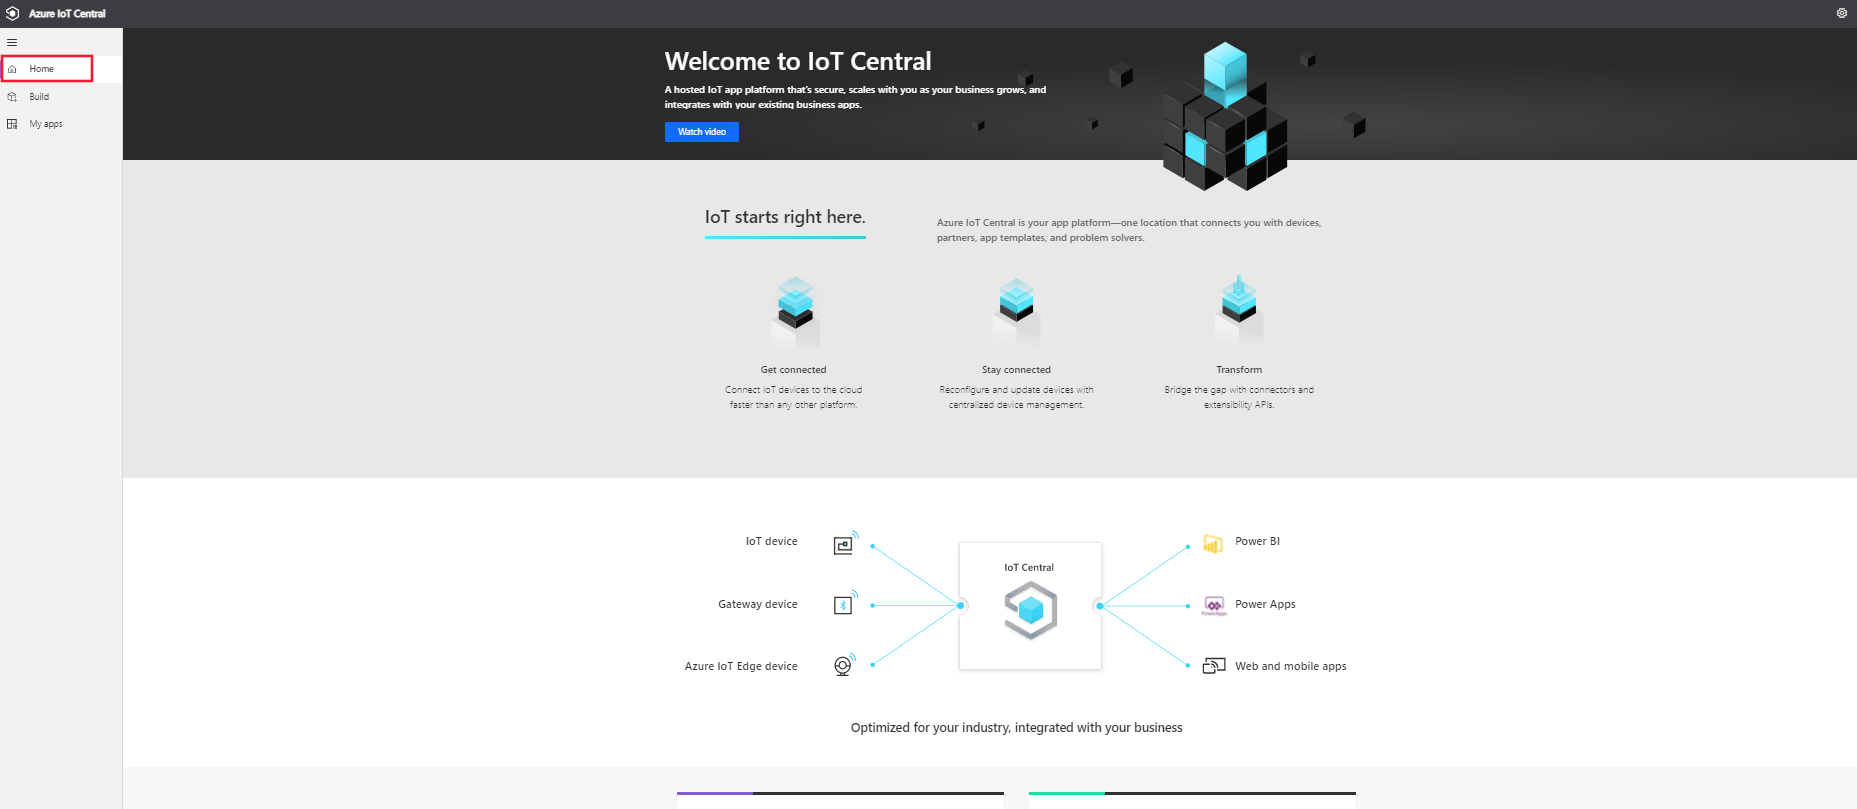 Azure IoT Central
Home
Build
My apps
Welcome to IoT Central
A hosted IoT app platform that's secure, scales with you as your business grows, and
integrates with your existing business apps.
Watch video
IoT starts right here.
Azure IoT Central is your app platform—one location that connects you with devices,
partners, app templates, and problem solvers.
Get connected
Connect IoT devices to the cloud
faster than any other platform.
Stay connected
Reconfigure and update devices with
centralized device management.
Transform
Bridge the gap with connectors and
extensibility APIs.
IoT device
Gateway device
Azure IoT Edge device
IoT Central
Power BI
PowerApps
Power Apps
Web and mobile apps
Optimized for your industry, integrated with your business